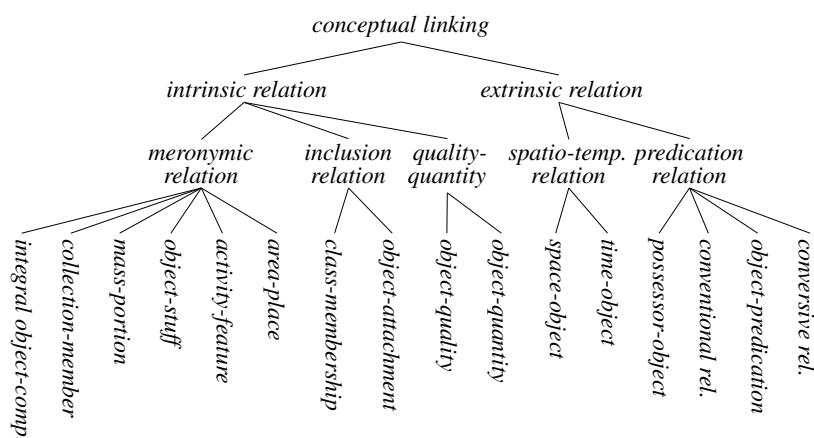 conceptual linking
intrinsic relation
extrinsic relation
meronymic
relation
inclusion
relation
quality-
quantity
spatio-temp.
relation
predication
relation
integral object-comp
collection-member
mass-portion
object-stuff
activity-feature
area-place
class-membership
object-attachment
object-quality
object-quantity
space-object
time-object
possessor-object
conventional rel.
object-predication
conversive rel.